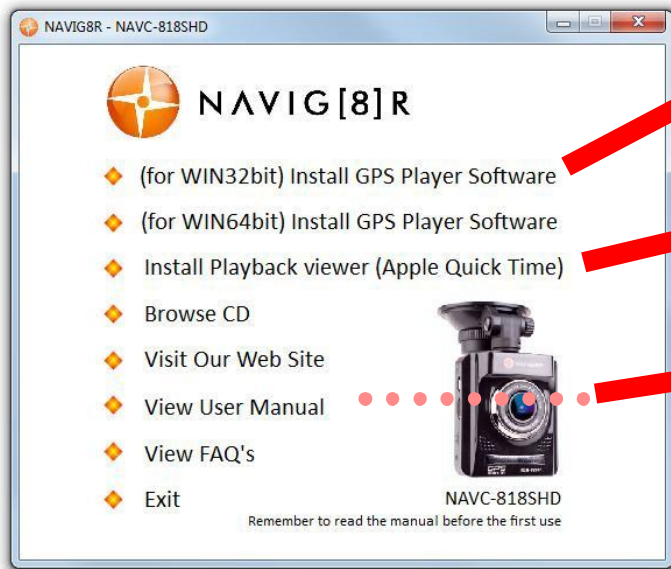 NAVIG8R - NAVC-818SHD
NAVIG[8]R
(for WIN32bit) Install GPS Player Software
(for WIN64bit) Install GPS Player Software
Install Playback viewer (Apple Quick Time)
Browse CD
Visit Our Web Site
View User Manual
View FAQ's
Exit
NAVC-818SHD
Remember to read the manual before the first use